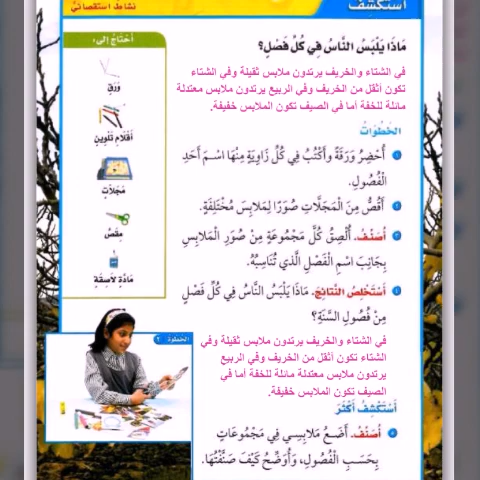 أستكشف
نشاط استقصائي
أحتاج إلى:
ورق
أقلام تلوين
مجلات
مقص
مادة لاصقة
ماذا يلبس الناس في كل فصل؟
في الشتاء والخريف يرتدون ملابس ثقيلة وفي الشتاء
تكون أثقل من الخريف وفي الربيع يرتدون ملابس معتدلة
مائلة للخفة أما في الصيف تكون الملابس خفيفة.
الخطوات
١ أحضر ورقة وأكتب في كل زاوية منها اسم أحد
الفصول.
٢ أقص من المجلات صورا لملابس مختلفة.
٣ أصنف. ألصق كل مجموعة من صور الملابس
بجانب اسم الفصل الذي تناسبه.
٤ أستخلص النتائج. ماذا يلبس الناس في كل فصل
من فصول السنة؟
في الشتاء والخريف يرتدون ملابس ثقيلة وفي
الشتاء تكون أثقل من الخريف وفي الربيع
يرتدون ملابس معتدلة مائلة للخفة أما في
الصيف تكون الملابس خفيفة.
الخطوة ٢
أستكشف أكثر
٥ أصنف. أضع ملابسي في مجموعات
بحسب الفصول، وأوضح كيف صنفتها.